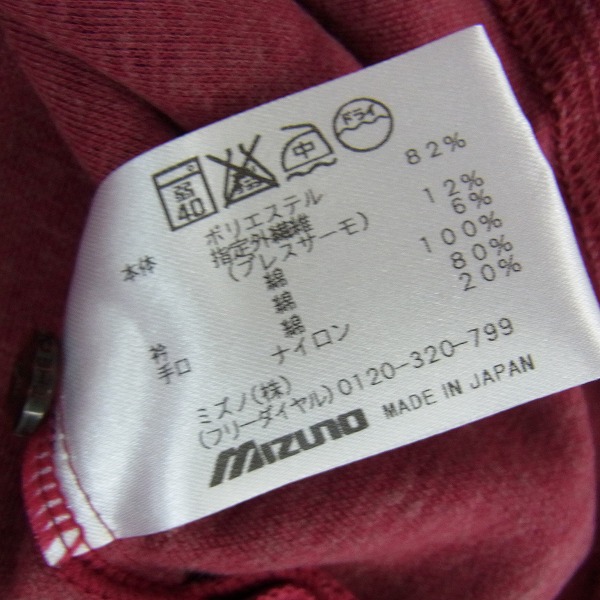 弱 40 中 ドライ
本体 ポリエステル 82%
指定外繊維 12%
(ブレスサーモ)
綿 6%
衿 綿 100%
手口 綿 80%
ナイロン 20%
ミズノ(株)
(フリーダイヤル)0120-320-799
MIZUNO MADE IN JAPAN